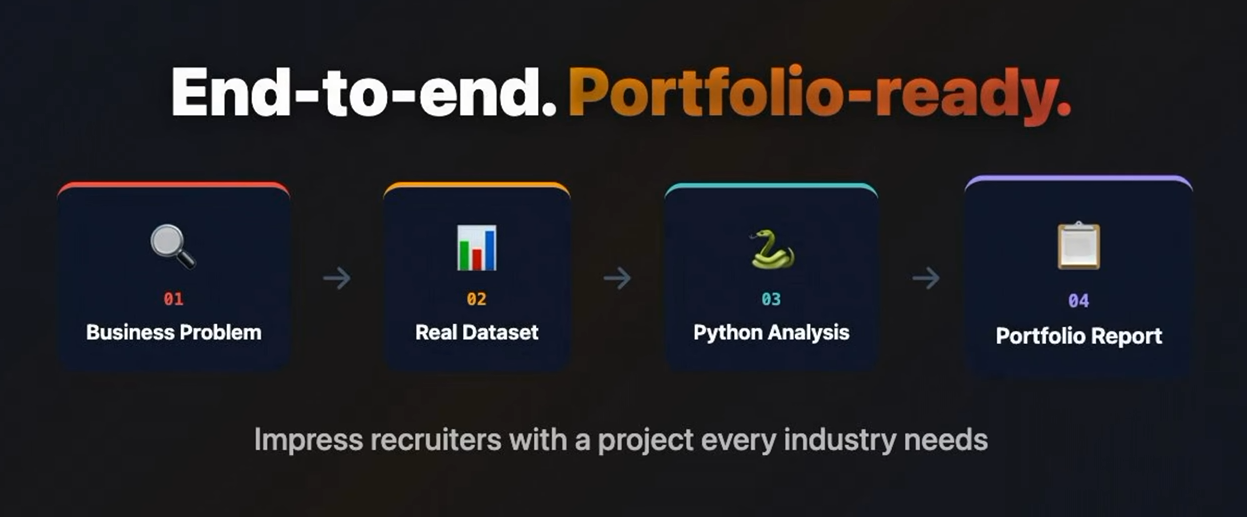 End-to-end. Portfolio-ready.
01
Business Problem
02
Real Dataset
03
Python Analysis
04
Portfolio Report
Impress recruiters with a project every industry needs